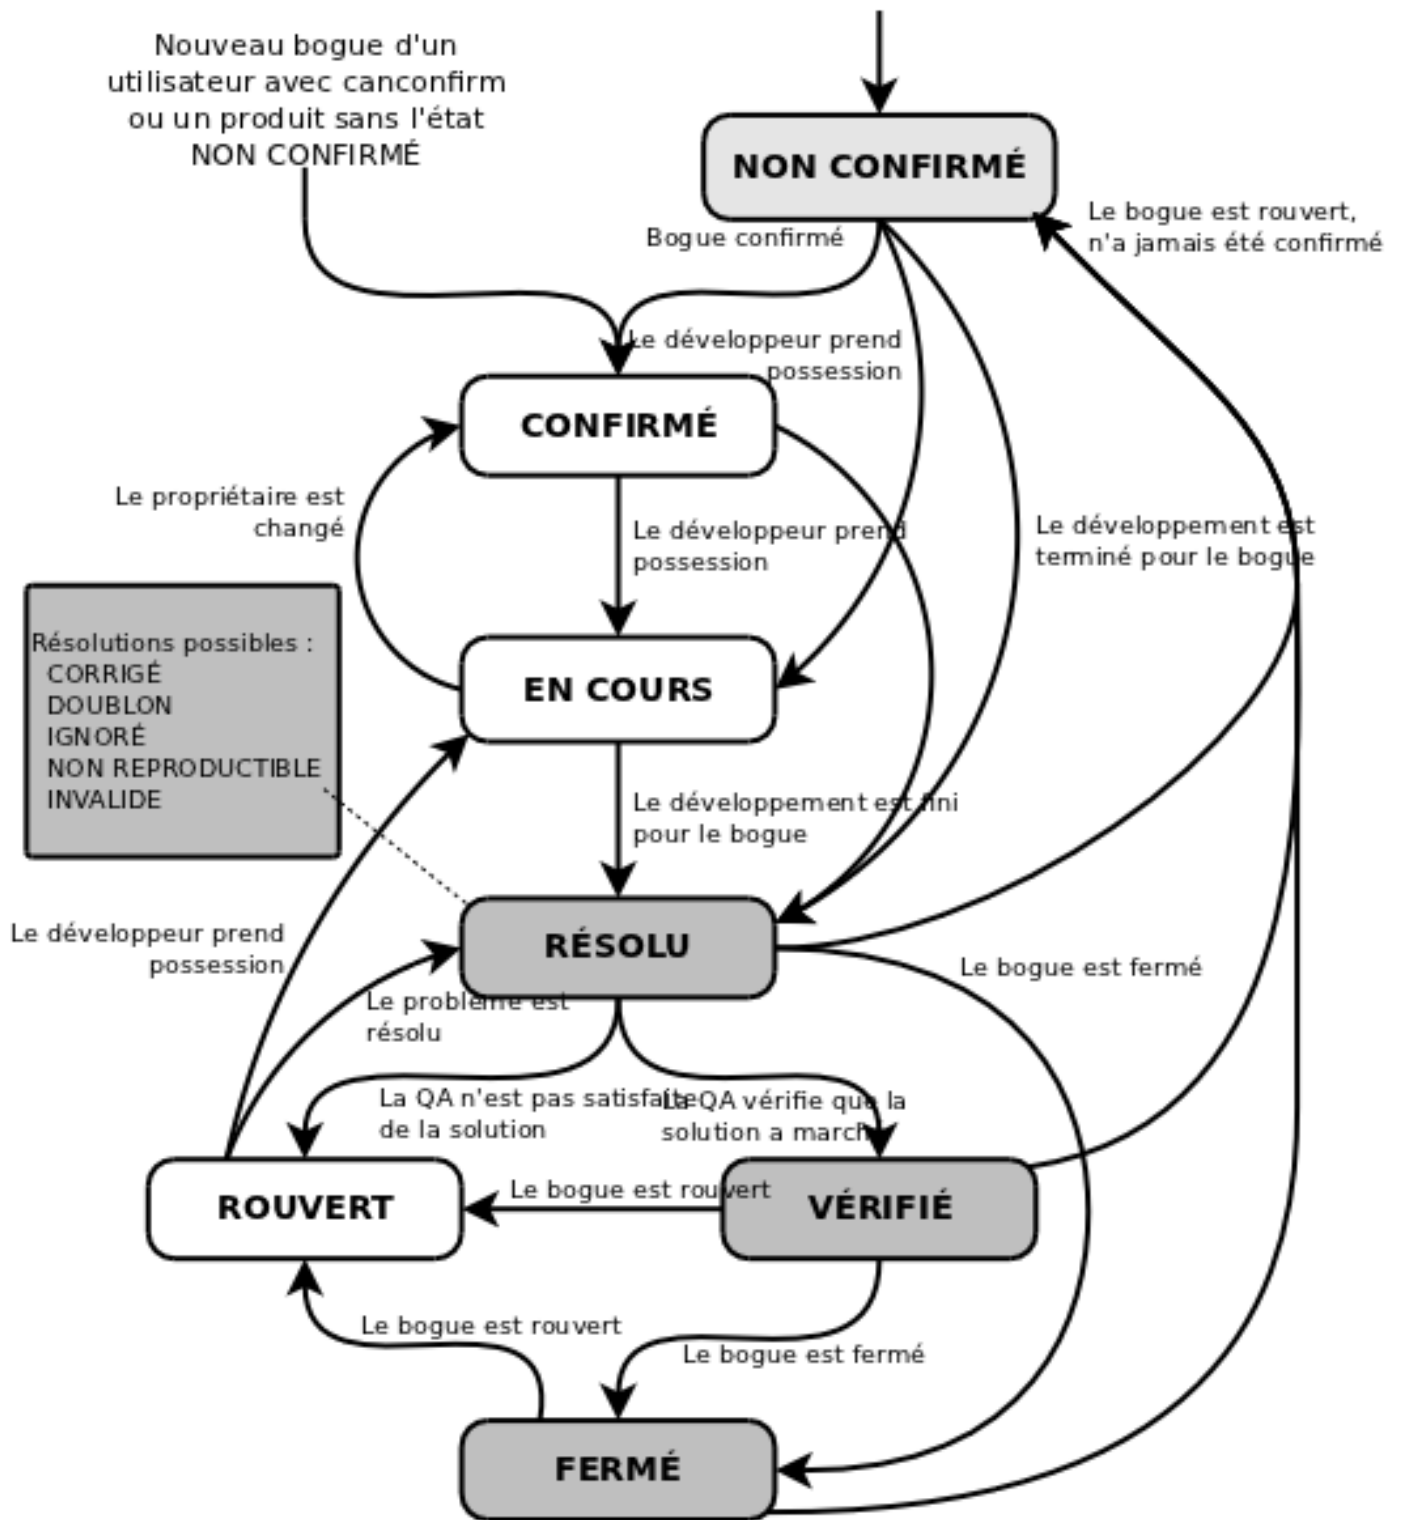 Nouveau bogue d'un
utilisateur avec canconfirm
ou un produit sans l'état
NON CONFIRMÉ
NON CONFIRMÉ
Le bogue est rouvert,
n'a jamais été confirmé
Bogue confirmé
Le développeur prend
possession
CONFIRMÉ
Le propriétaire est
changé
Le développeur prend
possession
Le développement est
terminé pour le bogue
Résolutions possibles :
CORRIGÉ
DOUBLON
IGNORÉ
NON REPRODUCTIBLE
INVALIDE
EN COURS
Le développement est fini
pour le bogue
Le développeur prend
possession
RÉSOLU
Le bogue est fermé
Le problème est
résolu
La QA n'est pas satisfaite
de la solution
La QA vérifie que la
solution a marché
ROUVERT
Le bogue est rouvert
VÉRIFIÉ
Le bogue est rouvert
Le bogue est fermé
FERMÉ